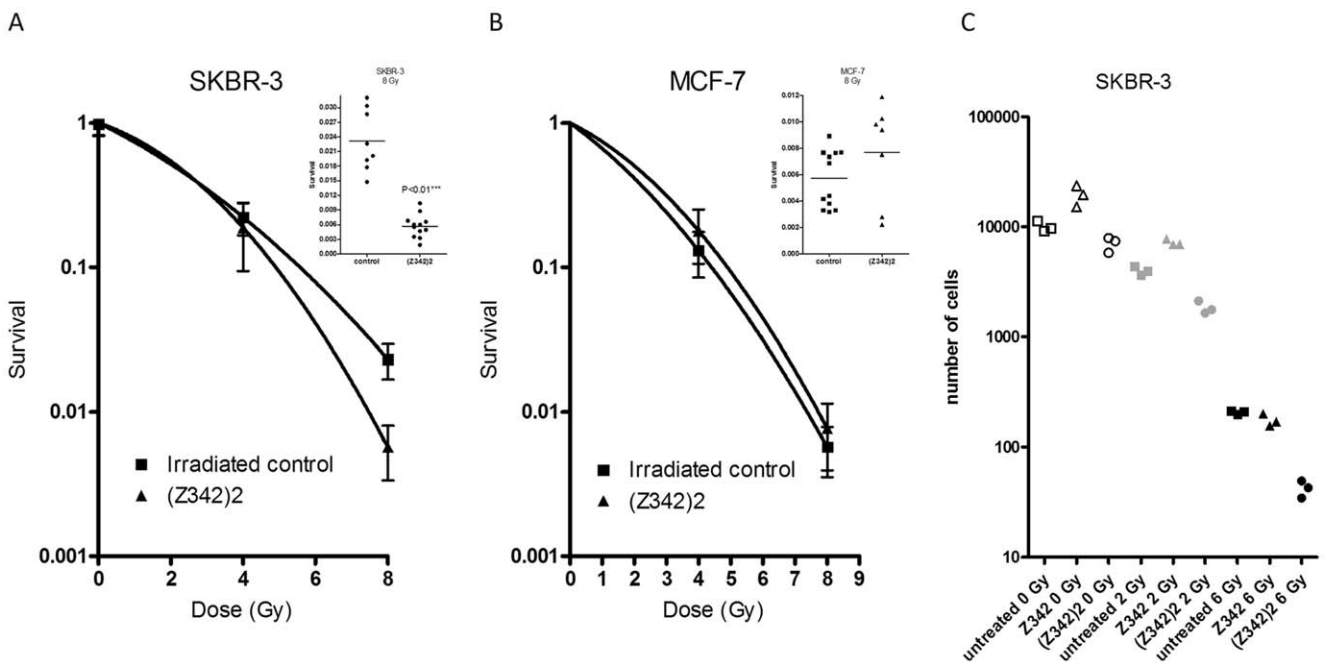 A
SKBR-3
1
0.1
0.01
0.001
Survival
0
2
4
6
8
Dose (Gy)
Irradiated control
(Z342)2
SKBR-3
8 Gy
0.030
0.027
0.024
0.021
0.018
0.015
0.012
0.009
0.006
0.003
0.000
Survival
P<0.01***
control
(Z342)2
B
MCF-7
1
0.1
0.01
0.001
Survival
0
1
2
3
4
5
6
7
8
9
Dose (Gy)
Irradiated control
(Z342)2
MCF-7
8 Gy
0.012
0.010
0.008
0.006
0.004
0.002
0.000
Survival
control
(Z342)2
C
SKBR-3
100000
10000
1000
100
10
number of cells
untreated 0 Gy
Z342 0 Gy
(Z342)2 0 Gy
untreated 2 Gy
Z342 2 Gy
(Z342)2 2 Gy
untreated 6 Gy
Z342 6 Gy
(Z342)2 6 Gy